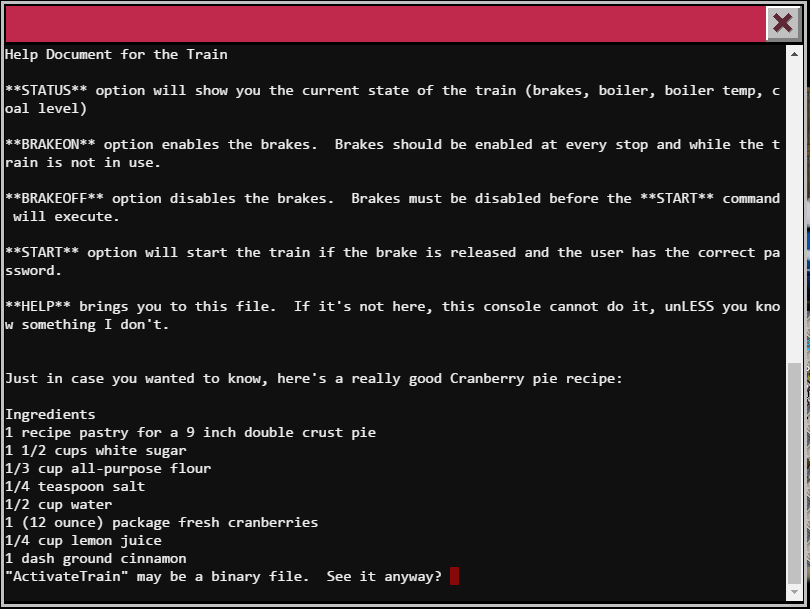 Help Document for the Train
**STATUS** option will show you the current state of the train (brakes, boiler, boiler temp, c
oal level)
**BRAKEON** option enables the brakes.  Brakes should be enabled at every stop and while the t
rain is not in use.
**BRAKEOFF** option disables the brakes.  Brakes must be disabled before the **START** command
 will execute.
**START** option will start the train if the brake is released and the user has the correct pa
ssword.
**HELP** brings you to this file.  If it's not here, this console cannot do it, unLESS you kno
w something I don't.
Just in case you wanted to know, here's a really good Cranberry pie recipe:
Ingredients
1 recipe pastry for a 9 inch double crust pie
1 1/2 cups white sugar
1/3 cup all-purpose flour
1/4 teaspoon salt
1/2 cup water
1 (12 ounce) package fresh cranberries
1/4 cup lemon juice
1 dash ground cinnamon
"ActivateTrain" may be a binary file.  See it anyway?